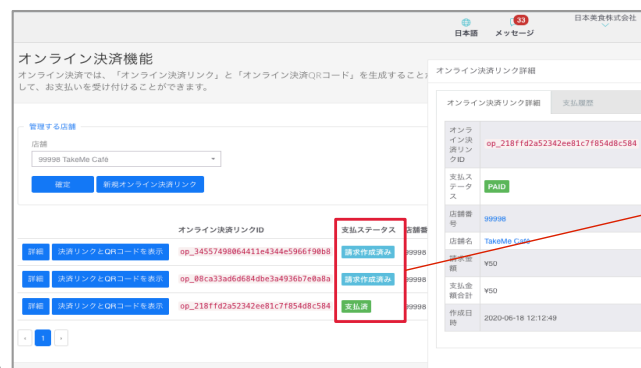 33
日本語
メッセージ
日本美食株式会社
オンライン決済機能
オンライン決済では、「オンライン決済リンク」と「オンライン決済QRコード」を生成すること
して、お支払いを受け付けることができます。
管理する店舗
店舗
99998 TakeMe Café
確定
新規オンライン決済リンク
オンライン決済リンクID
支払ステータス
店舗番
詳細
決済リンクとQRコードを表示
op_34557498064411e4344e5966f90b8
請求作成済み
99998
詳細
決済リンクとQRコードを表示
op_08ca33ad6d684dbe3a4936b7e0a8a
請求作成済み
99998
詳細
決済リンクとQRコードを表示
op_218ffd2a52342ee81c7f854d8c584
支払済
99998
1
オンライン決済リンク詳細
オンライン決済リンク詳細
支払履歴
オンラ
イン決
済リン
クID
op_218ffd2a52342ee81c7f854d8c584
支払ス
テータ
ス
PAID
店舗番
号
99998
店舗名
TakeMe Café
請求金
額
¥50
支払金
額合計
¥50
作成日
時
2020-06-18 12:12:49